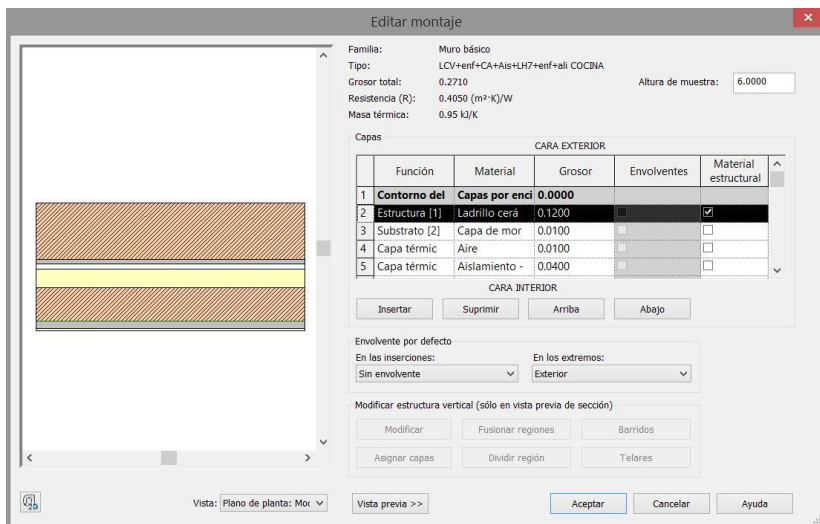 Editar montaje
x
Familia: Muro básico
Tipo: LCV+enf+CA+Ais+LH7+enf+ali COCINA
Grosor total: 0.2710 Altura de muestra: 6.0000
Resistencia (R): 0.4050 (m²·K)/W
Masa térmica: 0.95 kJ/K
Capas
CARA EXTERIOR
Función Material Grosor Envolventes Material estructural
1 Contorno del Capas por enci 0.0000
2 Estructura [1] Ladrillo cerá 0.1200
3 Substrato [2] Capa de mor 0.0100
4 Capa térmic Aire 0.0100
5 Capa térmic Aislamiento - 0.0400
CARA INTERIOR
Insertar Suprimir Arriba Abajo
Envolvente por defecto
En las inserciones: En los extremos:
Sin envolvente Exterior
Modificar estructura vertical (sólo en vista previa de sección)
Modificar Fusionar regiones Barridos
Asignar capas Dividir región Telares
2D Vista: Plano de planta: Moc Vista previa >> Aceptar Cancelar Ayuda